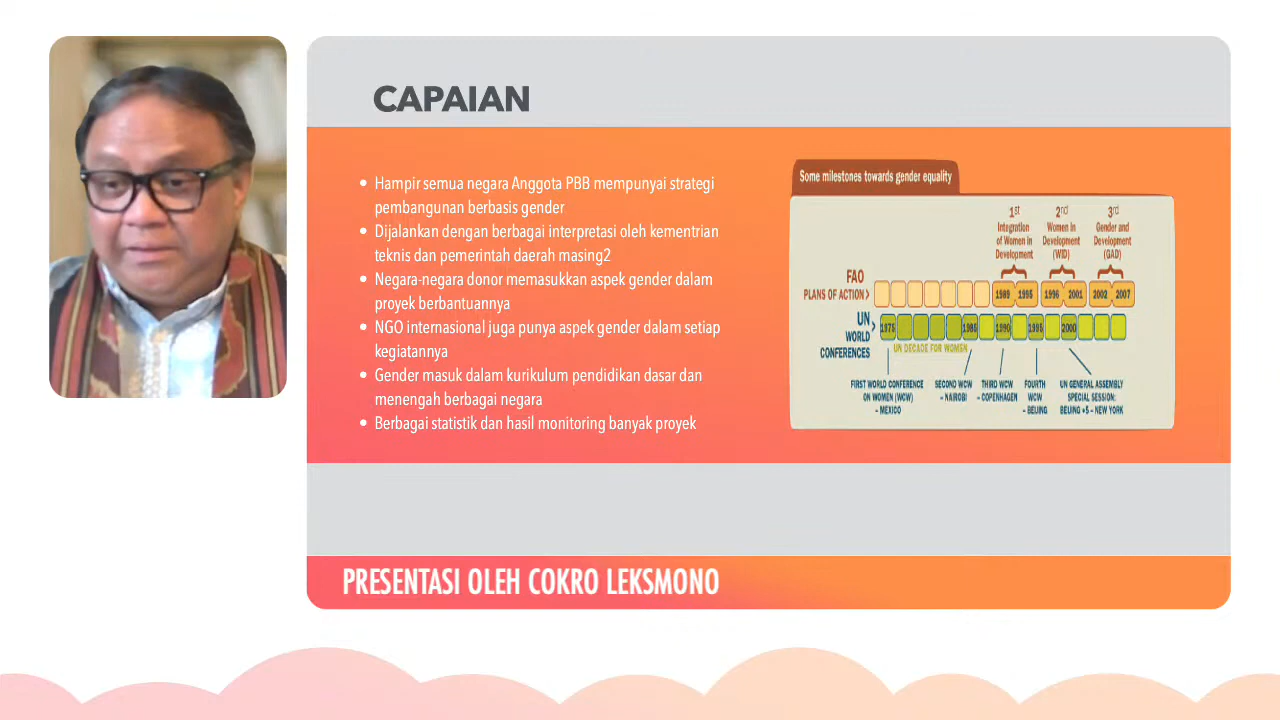 CAPAIAN
• Hampir semua negara Anggota PBB mempunyai strategi
pembangunan berbasis gender
• Dijalankan dengan berbagai interpretasi oleh kementrian
teknis dan pemerintah daerah masing2
• Negara-negara donor memasukkan aspek gender dalam
proyek berbantuannya
• NGO internasional juga punya aspek gender dalam setiap
kegiatannya
• Gender masuk dalam kurikulum pendidikan dasar dan
menengah berbagai negara
• Berbagai statistik dan hasil monitoring banyak proyek
Some milestones towards gender equality
1st
Integration
of Women in
Development
2nd
Women in
Development
(WID)
3rd
Gender and
Development
(GAD)
FAO
PLANS OF ACTION
1989 1995 1996 2001 2002 2007
UN
WORLD
CONFERENCES
1975 1985 1990 1995 2000
UN DECADE FOR WOMEN
FIRST WORLD CONFERENCE
ON WOMEN (WCW)
– MEXICO
SECOND WCW
– NAIROBI
THIRD WCW
– COPENHAGEN
FOURTH
WCW
– BEIJING
UN GENERAL ASSEMBLY
SPECIAL SESSION:
BEIJING +5 – NEW YORK
PRESENTASI OLEH COKRO LEKSMONO